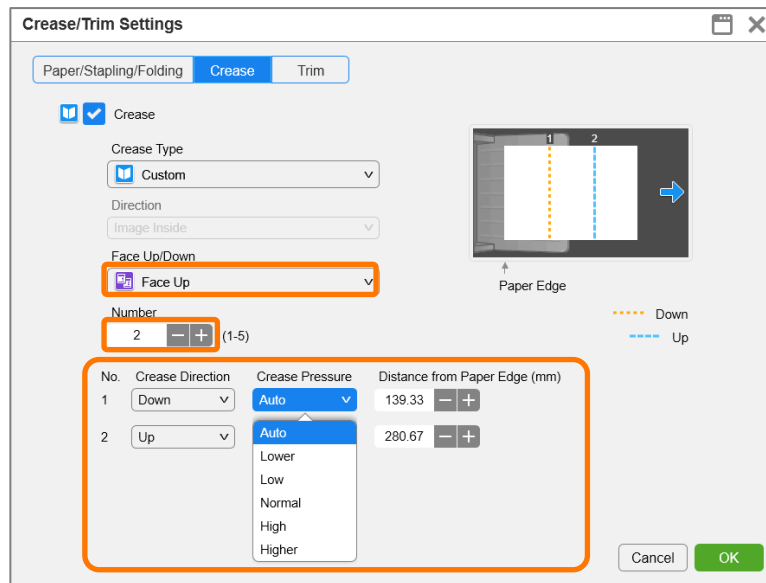 Crease/Trim Settings
Paper/Stapling/Folding Crease Trim
Crease
Crease Type
Custom
Direction
Image Inside
Face Up/Down
Face Up
Number
2 (1-5)
1 2
Paper Edge
Down
Up
No. Crease Direction Crease Pressure Distance from Paper Edge (mm)
1 Down Auto 139.33
2 Up Auto 280.67
Lower
Low
Normal
High
Higher
Cancel OK